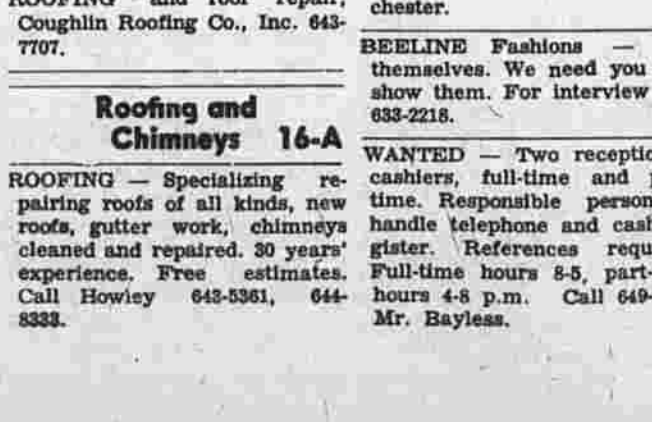 ROOFING and roof repair,
Coughlin Roofing Co., Inc. 643-
7707.
Roofing and
Chimneys 16-A
ROOFING — Specializing re-
pairing roofs of all kinds, new
roofs, gutter work, chimneys
cleaned and repaired. 30 years'
experience. Free estimates.
Call Howley 643-5361, 644-
8333.
chester.
BEELINE Fashions —
themselves. We need you
show them. For interview
633-2218.
WANTED — Two receptio
cashiers, full-time and
time. Responsible person
handle telephone and cash
gister. References requ
Full-time hours 8-5, part-
hours 4-8 p.m. Call 649-
Mr. Bayless.